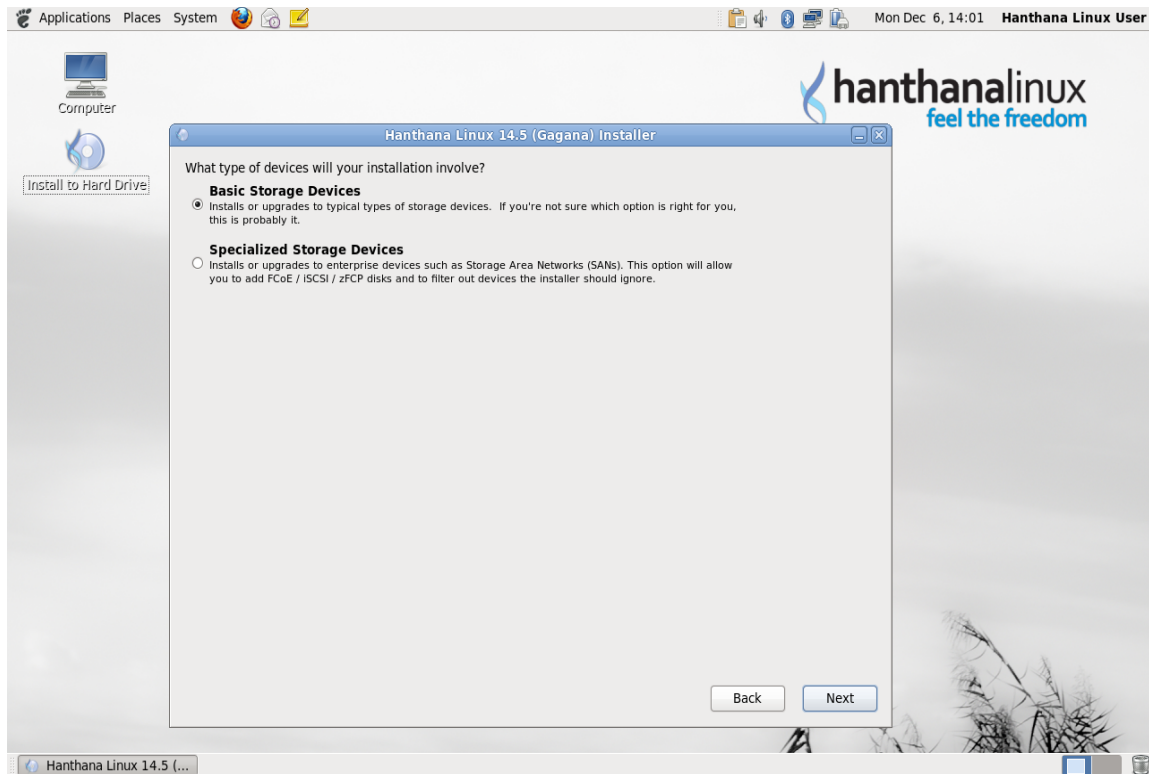 Applications Places System Mon Dec 6, 14:01 Hanthana Linux User
Computer
Install to Hard Drive
hanthanalinux
feel the freedom
Hanthana Linux 14.5 (Gagana) Installer
What type of devices will your installation involve?
Basic Storage Devices
Installs or upgrades to typical types of storage devices. If you're not sure which option is right for you,
this is probably it.
Specialized Storage Devices
Installs or upgrades to enterprise devices such as Storage Area Networks (SANs). This option will allow
you to add FCoE / iSCSI / zFCP disks and to filter out devices the installer should ignore.
Back Next
Hanthana Linux 14.5 (...